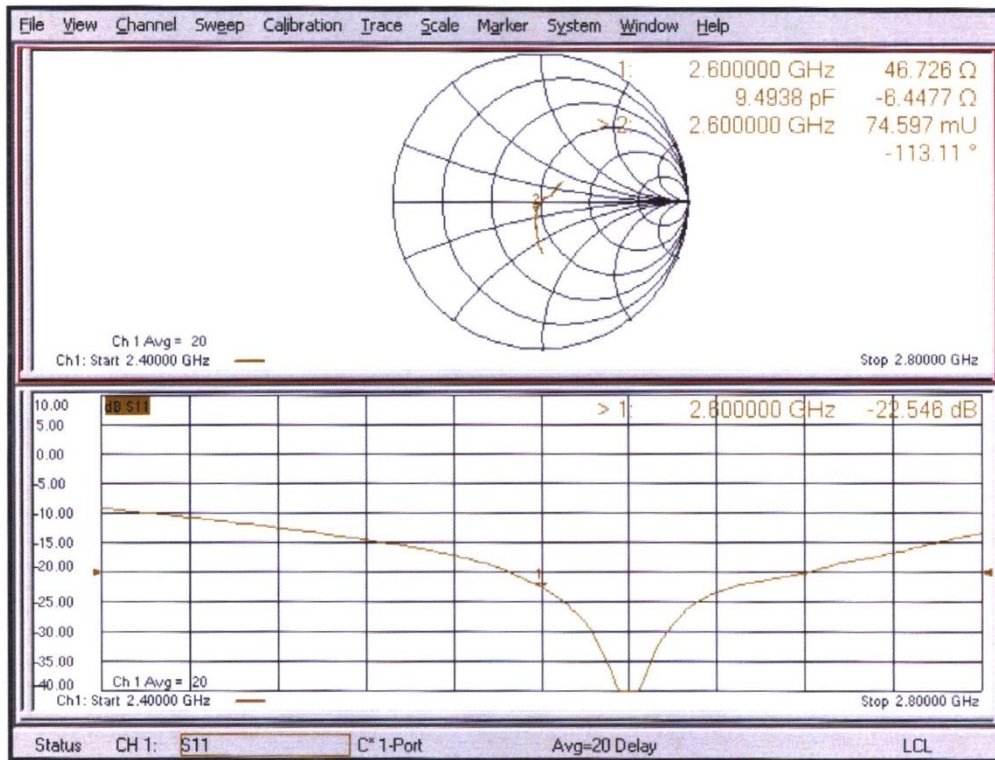 File View Channel Sweep Calibration Trace Scale Marker System Window Help
1: 2.600000 GHz 46.726 Ω
9.4938 pF -6.4477 Ω
> 2: 2.600000 GHz 74.597 mU
-113.11 °
2
Ch 1 Avg = 20
Ch1: Start 2.40000 GHz Stop 2.80000 GHz
10.00 dB S11 > 1: 2.600000 GHz -22.546 dB
5.00
0.00
-5.00
-10.00
-15.00
-20.00
1
-25.00
-30.00
-35.00
-40.00 Ch 1 Avg = 20
Ch1: Start 2.40000 GHz Stop 2.80000 GHz
Status CH 1: S11 C* 1-Port Avg=20 Delay LCL